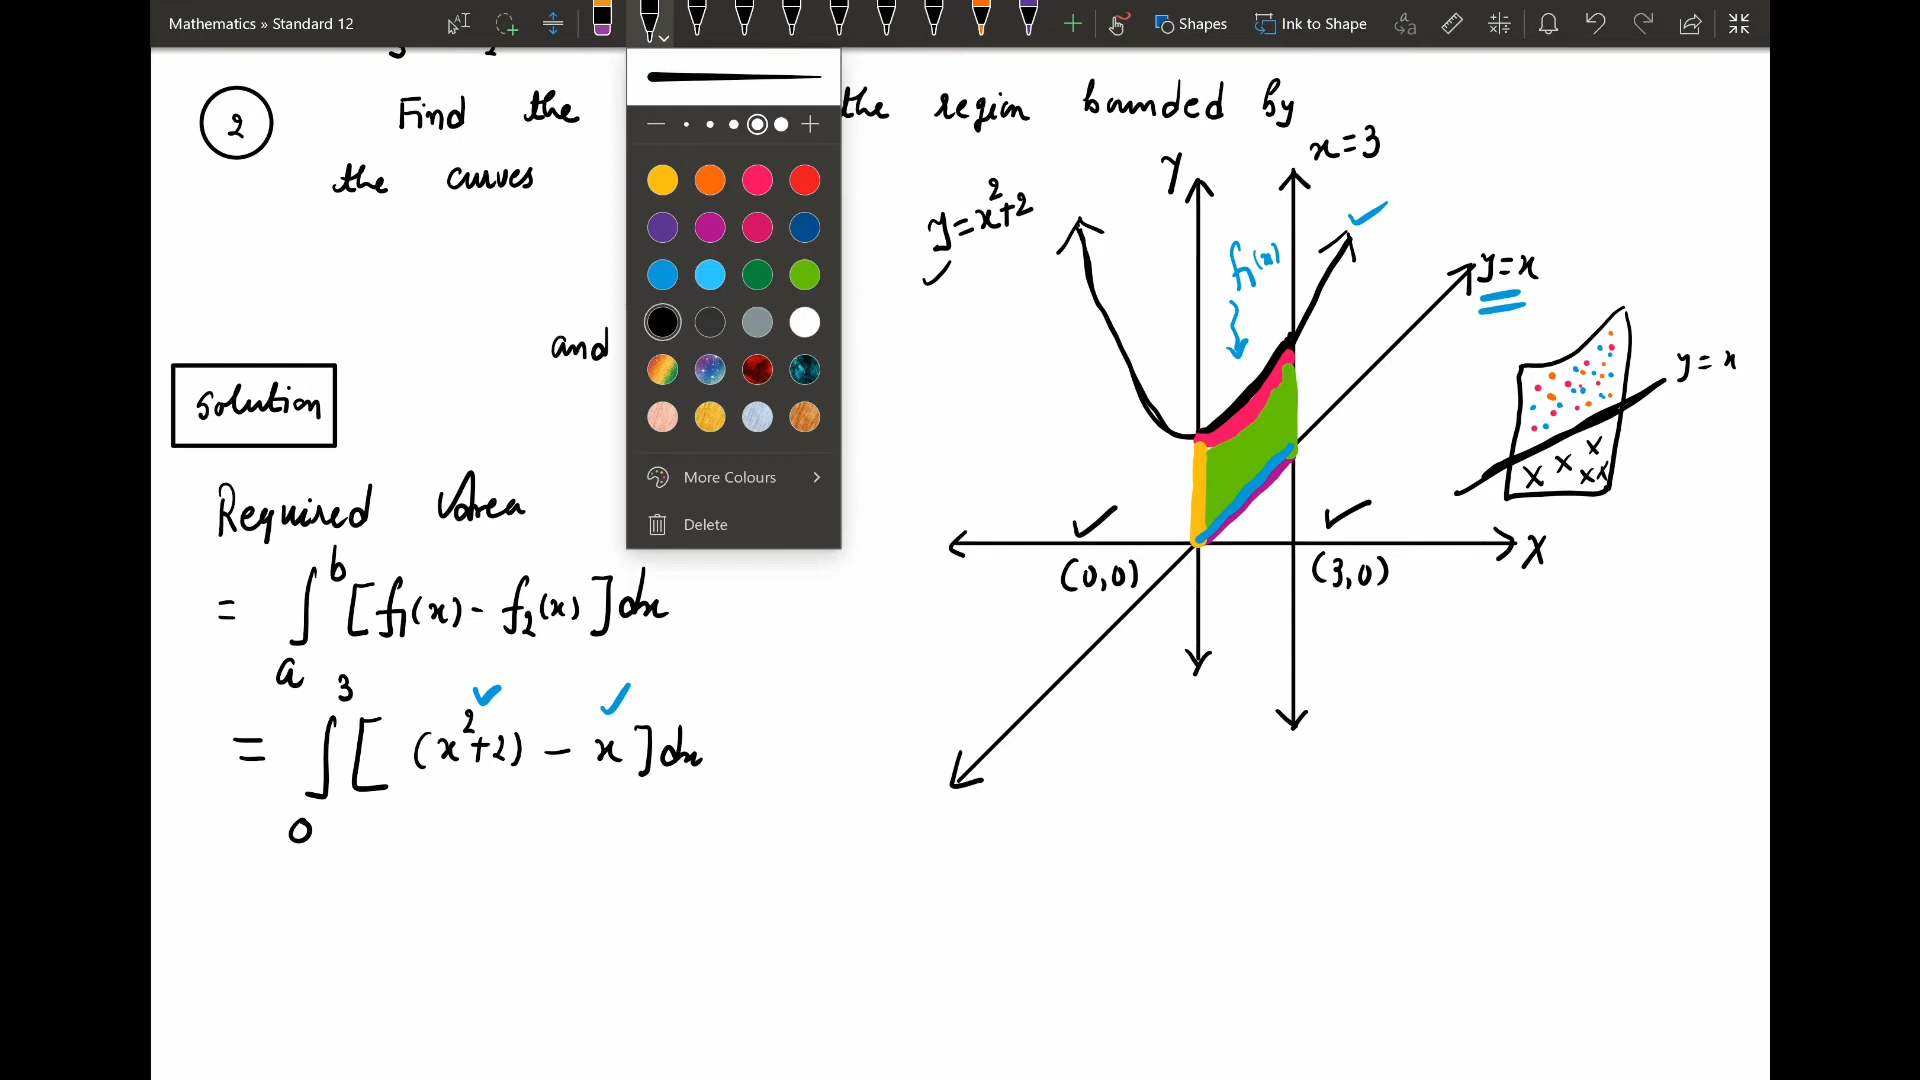 Mathematics » Standard 12
Shapes
Ink to Shape
2 Find the the region bounded by
the curves
and
More Colours
Delete
x=3
Y
y=x²+2
f₁(x)
y=x
y=x
Solution
Required Area
= ∫ₐᵇ [f₁(x) - f₂(x)]dx
(0,0)
(3,0)
X
x x x xx
= ∫₀³ [ (x²+2) - x ]dx